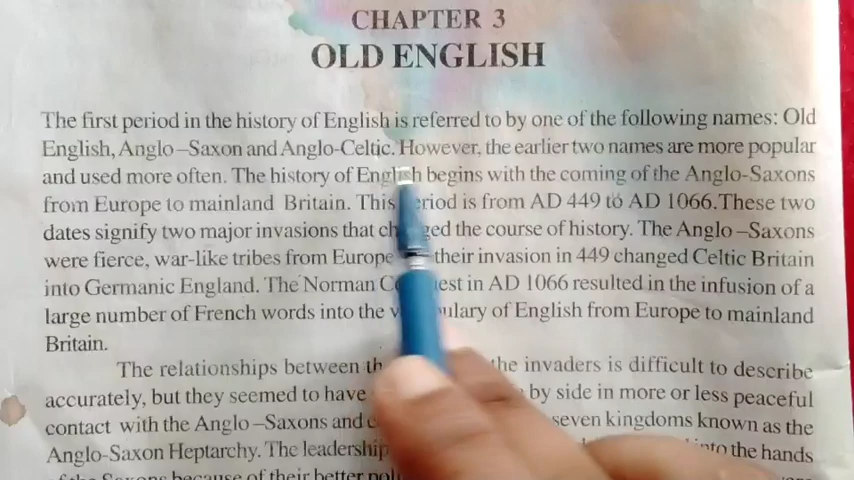 CHAPTER 3
OLD ENGLISH
The first period in the history of English is referred to by one of the following names: Old
English, Anglo –Saxon and Anglo-Celtic. However, the earlier two names are more popular
and used more often. The history of English begins with the coming of the Anglo-Saxons
from Europe to mainland Britain. This period is from AD 449 to AD 1066.These two
dates signify two major invasions that changed the course of history. The Anglo –Saxons
were fierce, war-like tribes from Europe their invasion in 449 changed Celtic Britain
into Germanic England. The Norman Conquest in AD 1066 resulted in the infusion of a
large number of French words into the vocabulary of English from Europe to mainland
Britain.
The relationships between the invaders is difficult to describe
accurately, but they seemed to have by side in more or less peaceful
contact with the Anglo –Saxons and seven kingdoms known as the
Anglo-Saxon Heptarchy. The leadership into the hands
of the Saxons because of their better